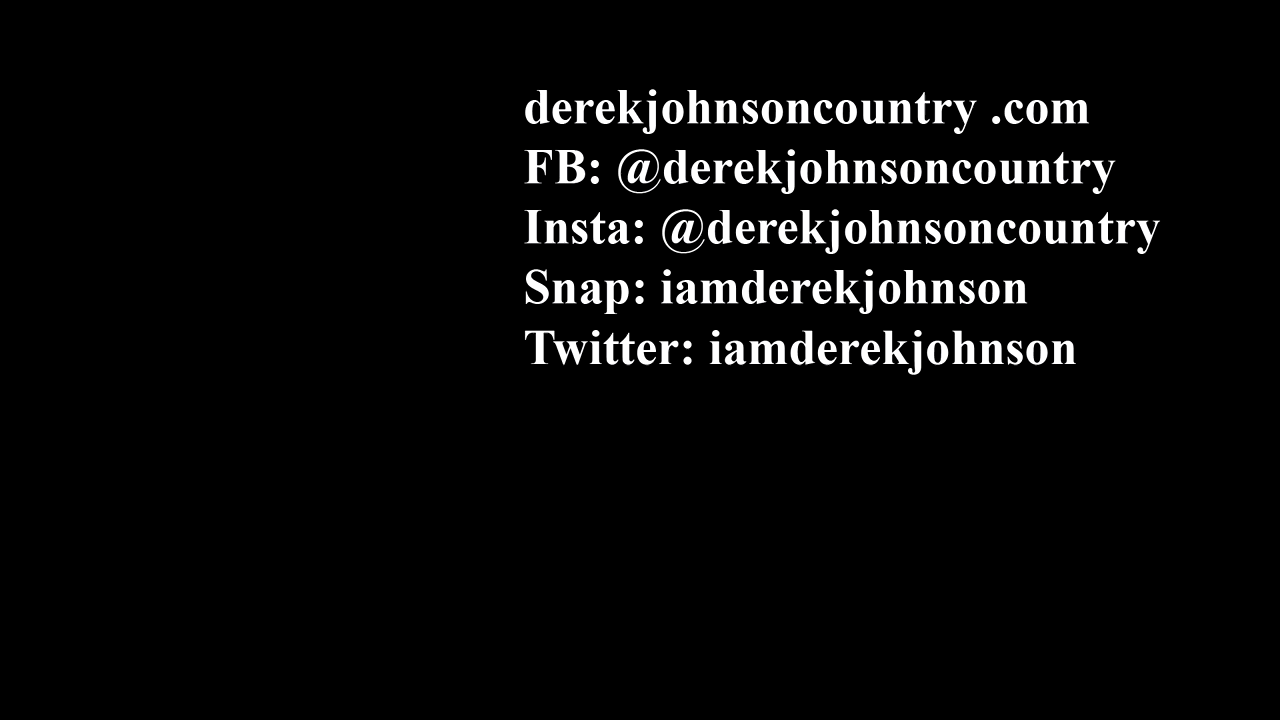 derekjohnsoncountry .com
FB: @derekjohnsoncountry
Insta: @derekjohnsoncountry
Snap: iamderekjohnson
Twitter: iamderekjohnson